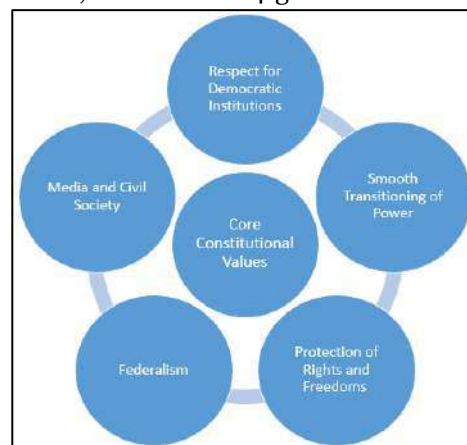 Respect for
Democratic
Institutions
Media and Civil
Society
Smooth
Transitioning of
Power
Core
Constitutional
Values
Federalism
Protection of
Rights and
Freedoms